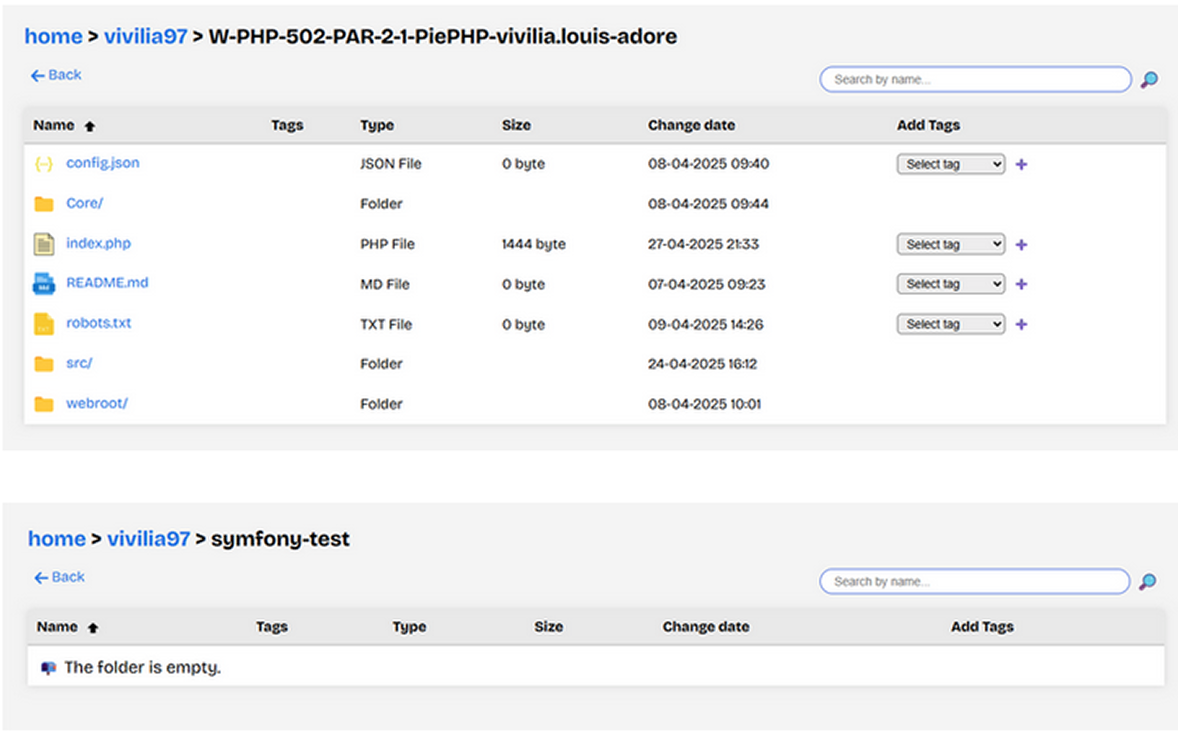 home > vivilia97 > W-PHP-502-PAR-2-1-PiePHP-vivilia.louis-adore
← Back
Search by name...
Name ↑ Tags Type Size Change date Add Tags
{···} config.json JSON File 0 byte 08-04-2025 09:40 Select tag +
Core/ Folder 08-04-2025 09:44
index.php PHP File 1444 byte 27-04-2025 21:33 Select tag +
README.md MD File 0 byte 07-04-2025 09:23 Select tag +
robots.txt TXT File 0 byte 09-04-2025 14:26 Select tag +
src/ Folder 24-04-2025 16:12
webroot/ Folder 08-04-2025 10:01
home > vivilia97 > symfony-test
← Back
Search by name...
Name ↑ Tags Type Size Change date Add Tags
The folder is empty.